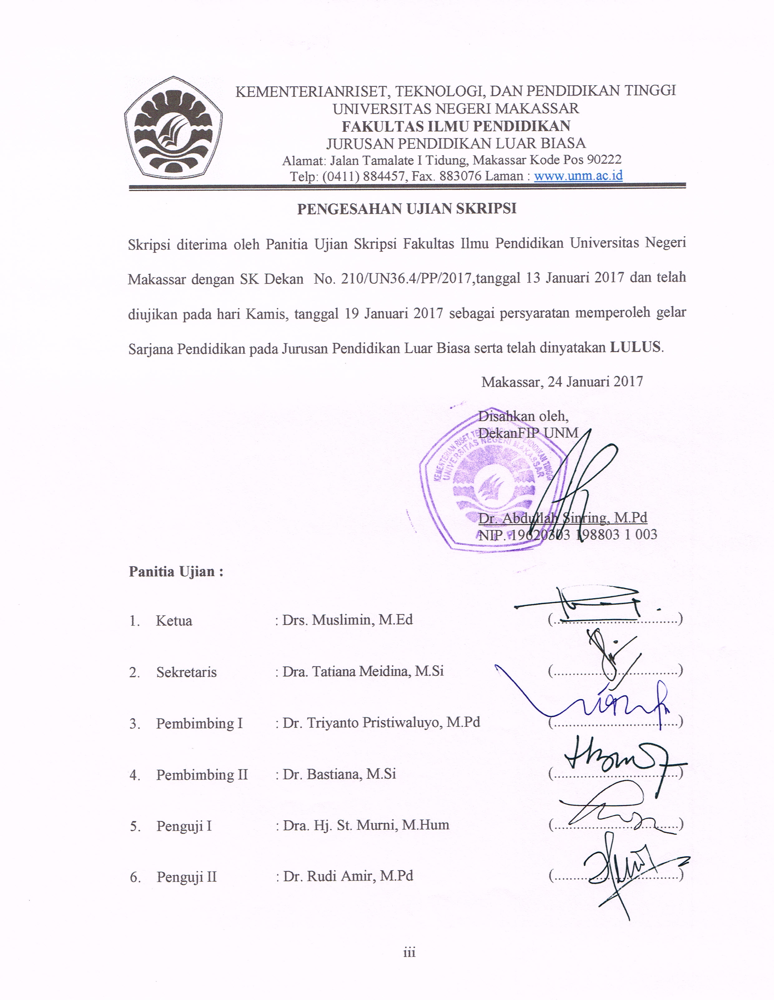 KEMENTERIANRISET, TEKNOLOGI, DAN PENDIDIKAN TINGGI
UNIVERSITAS NEGERI MAKASSAR
FAKULTAS ILMU PENDIDIKAN
JURUSAN PENDIDIKAN LUAR BIASA
Alamat: Jalan Tamalate I Tidung, Makassar Kode Pos 90222
Telp: (0411) 884457, Fax. 883076 Laman : www.unm.ac.id
PENGESAHAN UJIAN SKRIPSI
Skripsi diterima oleh Panitia Ujian Skripsi Fakultas Ilmu Pendidikan Universitas Negeri
Makassar dengan SK Dekan No. 210/UN36.4/PP/2017,tanggal 13 Januari 2017 dan telah
diujikan pada hari Kamis, tanggal 19 Januari 2017 sebagai persyaratan memperoleh gelar
Sarjana Pendidikan pada Jurusan Pendidikan Luar Biasa serta telah dinyatakan LULUS.
Makassar, 24 Januari 2017
Disahkan oleh,
DekanFIP UNM
KEMENTERIAN RISET, TEKNOLOGI, PENDIDIKAN TINGGI
UNIVERSITAS NEGERI MAKASSAR
Dr. Abdullah Sinring, M.Pd
NIP. 19620303 198803 1 003
Panitia Ujian :
1. Ketua : Drs. Muslimin, M.Ed (..................................)
2. Sekretaris : Dra. Tatiana Meidina, M.Si (..................................)
3. Pembimbing I : Dr. Triyanto Pristiwaluyo, M.Pd (..................................)
4. Pembimbing II : Dr. Bastiana, M.Si (..................................)
5. Penguji I : Dra. Hj. St. Murni, M.Hum (..................................)
6. Penguji II : Dr. Rudi Amir, M.Pd (..................................)
iii